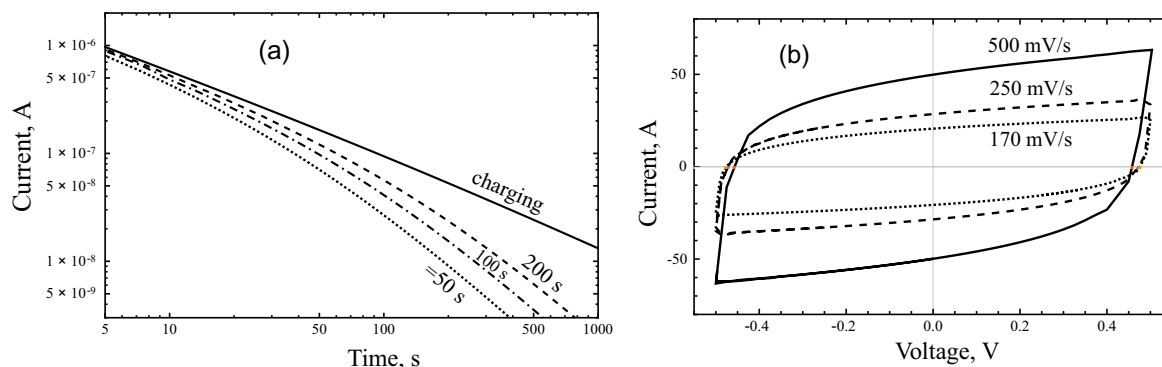 (a)
Current, A
1 × 10⁻⁶
5 × 10⁻⁷
1 × 10⁻⁷
5 × 10⁻⁸
1 × 10⁻⁸
5 × 10⁻⁹
charging
200 s
100 s
=50 s
5 10 50 100 500 1000
Time, s
(b)
Current, A
50
0
-50
500 mV/s
250 mV/s
170 mV/s
-0.4 -0.2 0.0 0.2 0.4
Voltage, V